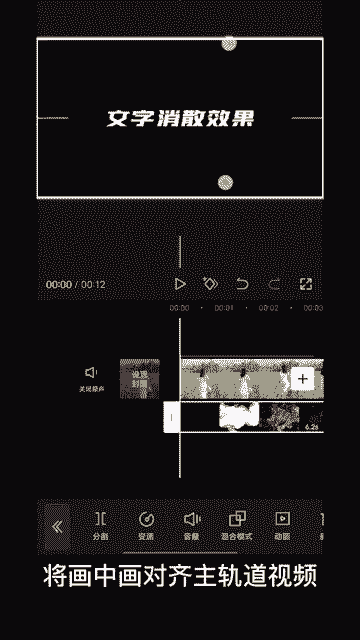 文字消散效果
00:00 / 00:12
00:00 00:01 00:02 00:03
关闭原声
设置
封面
6.2s
分割 变速 音量 混合模式 动画
将画中画对齐主轨道视频